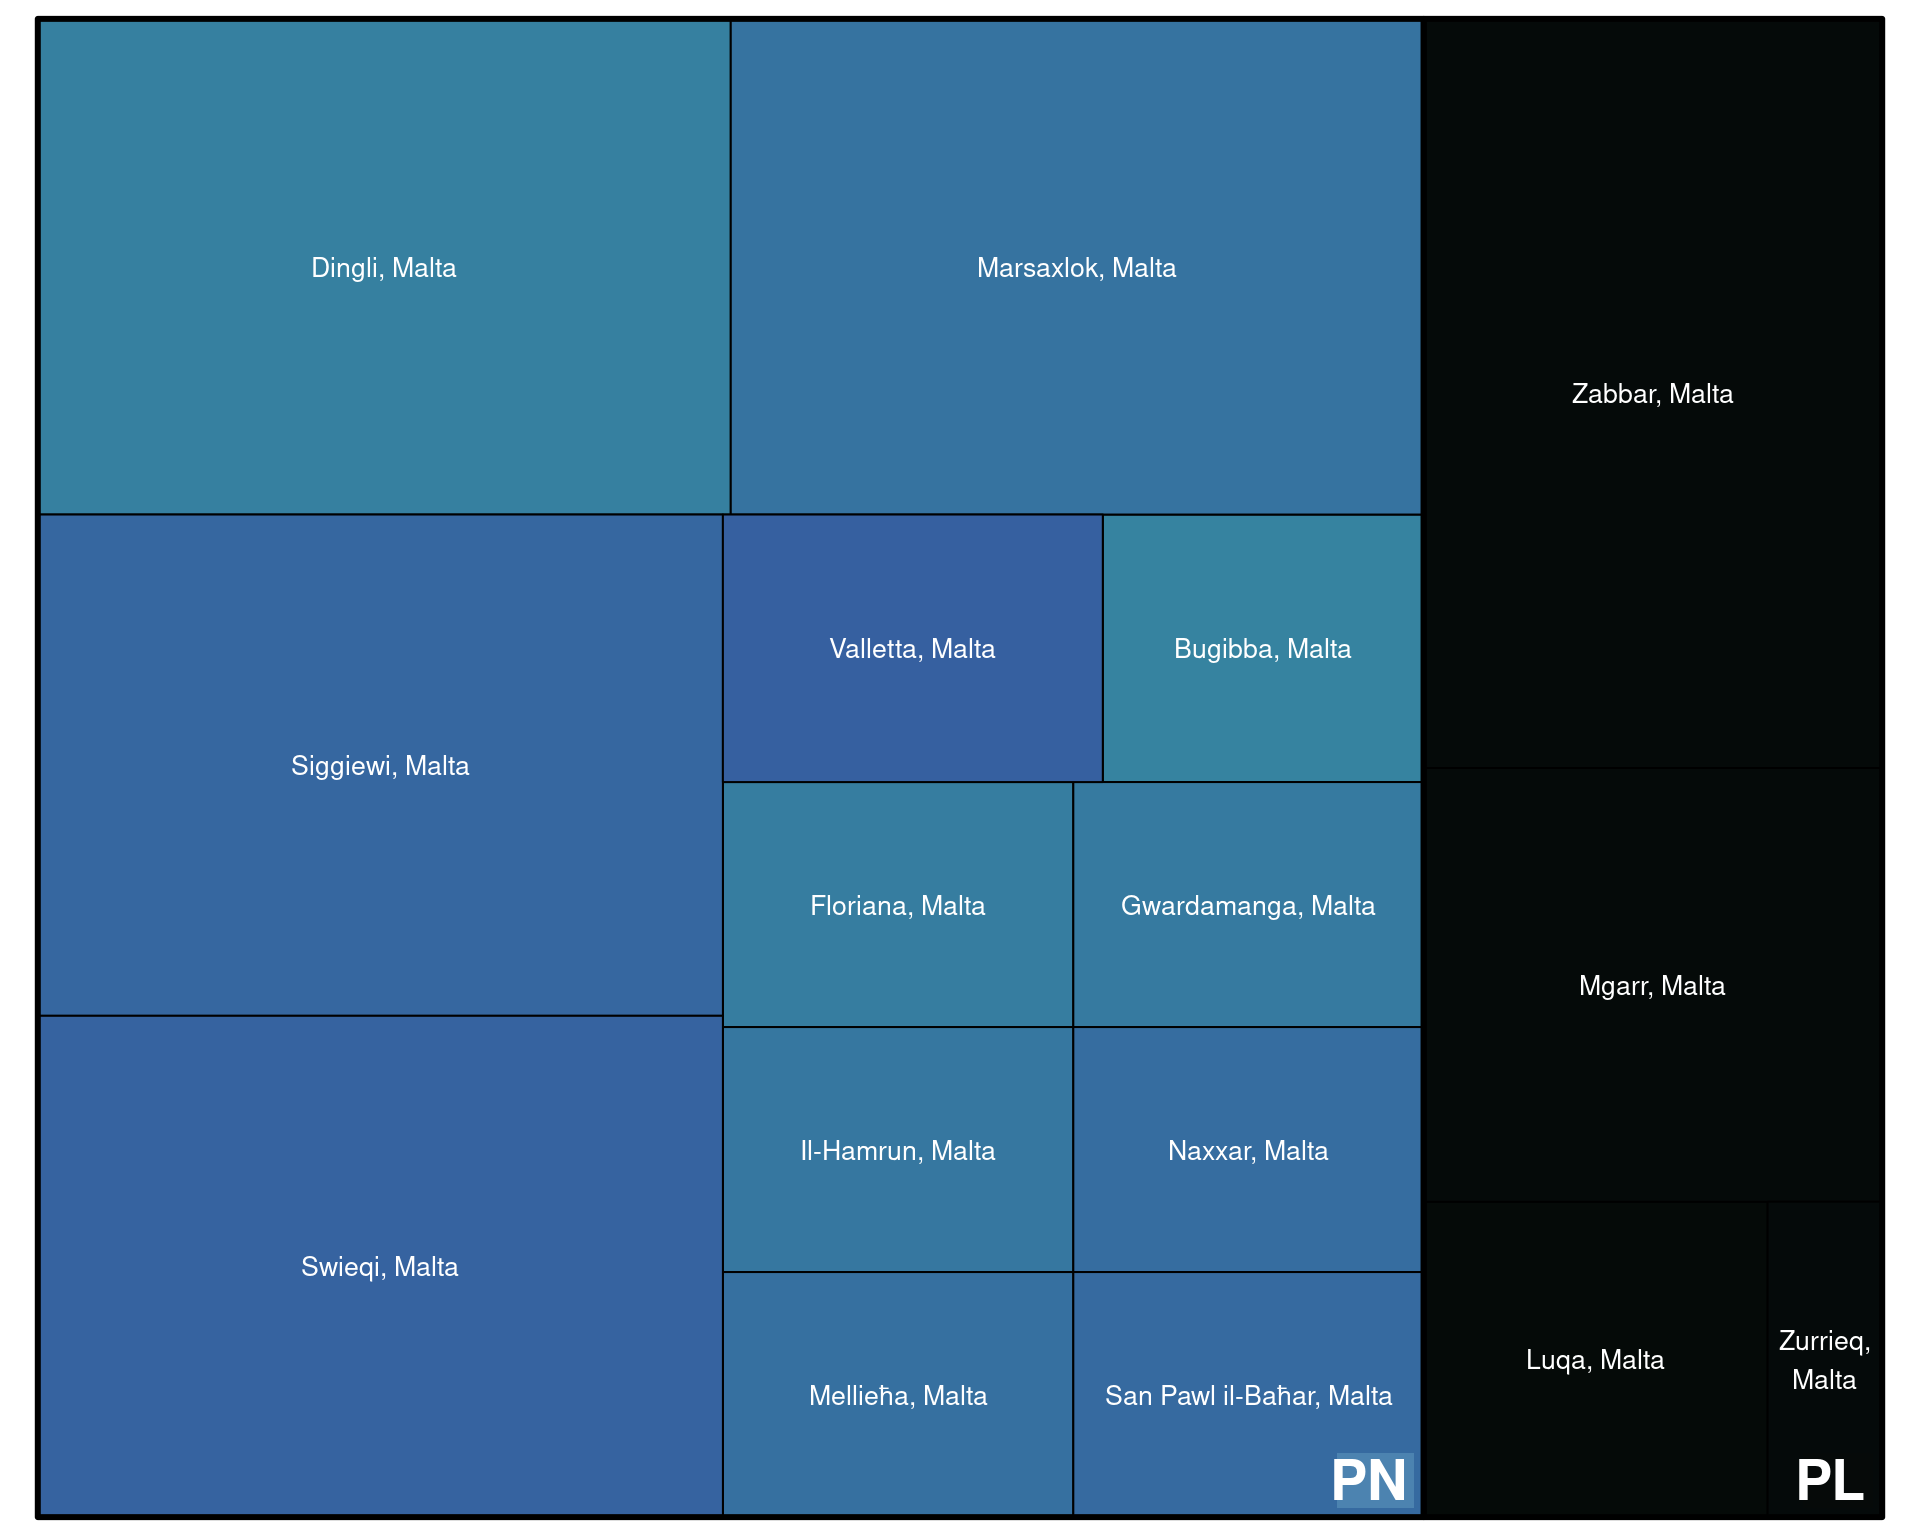 Dingli, Malta
Marsaxlok, Malta
Zabbar, Malta
Siggiewi, Malta
Valletta, Malta
Bugibba, Malta
Floriana, Malta
Gwardamanga, Malta
Mgarr, Malta
Il-Hamrun, Malta
Naxxar, Malta
Swieqi, Malta
Mellieħa, Malta
San Pawl il-Baħar, Malta
Luqa, Malta
Zurrieq,
Malta
PN
PL